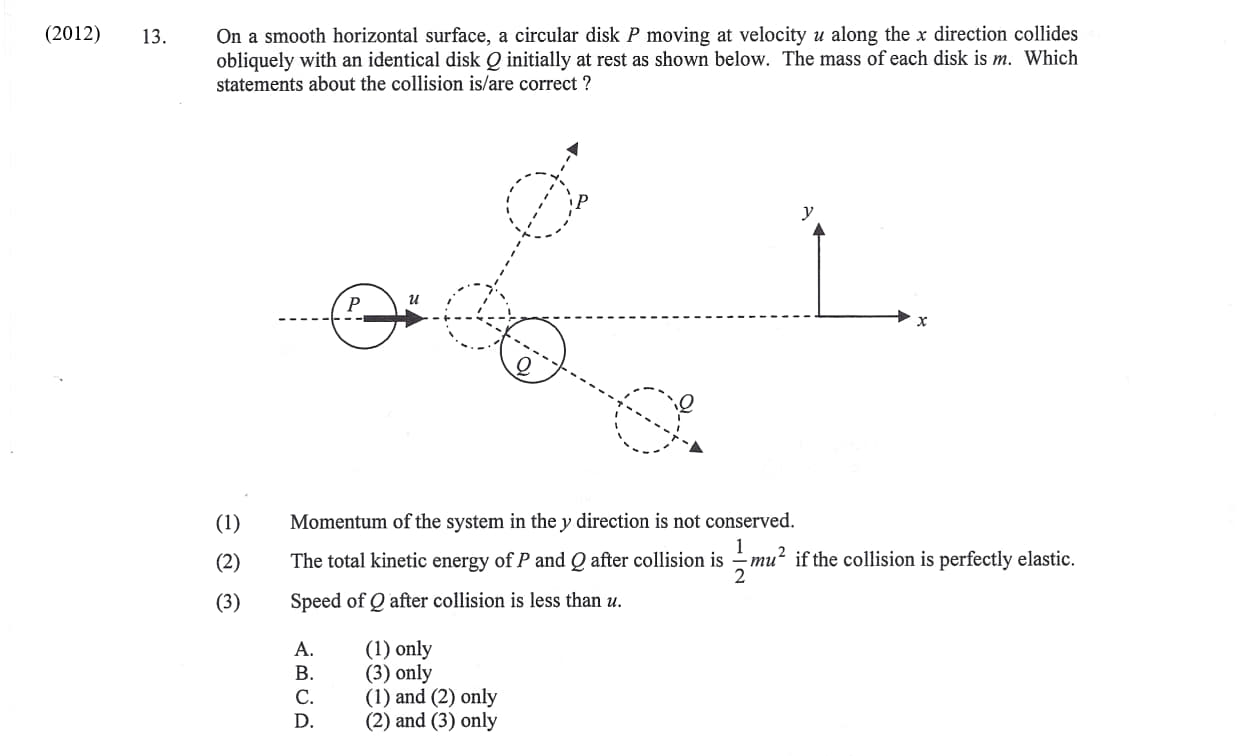 (2012) 13. On a smooth horizontal surface, a circular disk P moving at velocity u along the x direction collides
obliquely with an identical disk Q initially at rest as shown below. The mass of each disk is m. Which
statements about the collision is/are correct ?
P
y
P
u
x
Q
Q
(1) Momentum of the system in the y direction is not conserved.
(2) The total kinetic energy of P and Q after collision is 1/2 mu² if the collision is perfectly elastic.
(3) Speed of Q after collision is less than u.
A. (1) only
B. (3) only
C. (1) and (2) only
D. (2) and (3) only